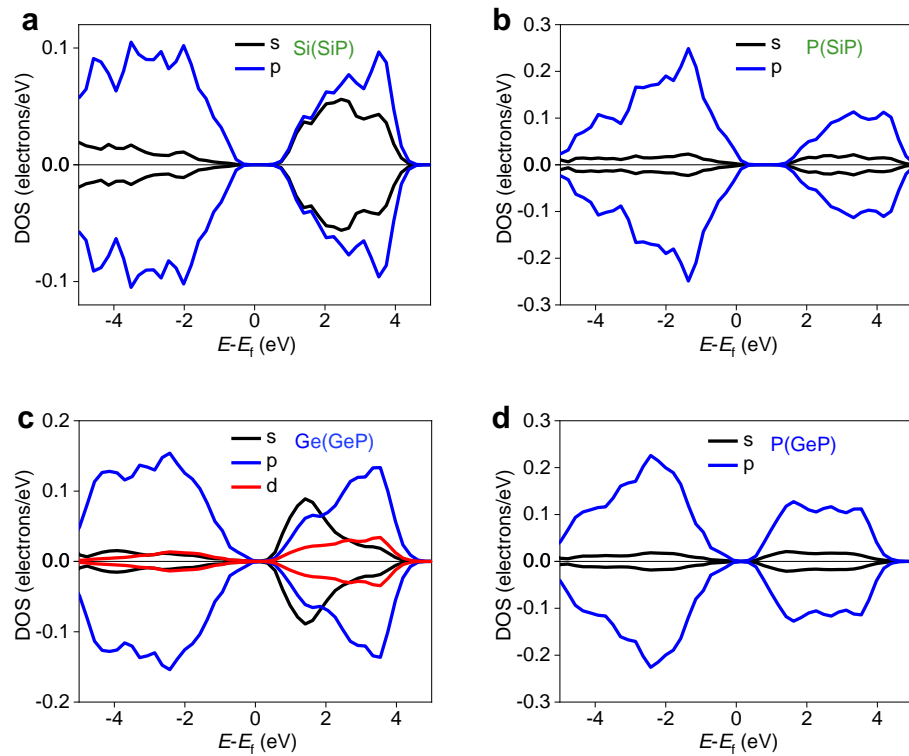 a
s
p
Si(SiP)
0.1
0.0
-0.1
DOS (electrons/eV)
-4 -2 0 2 4
E-Ef (eV)
b
s
p
P(SiP)
0.3
0.2
0.1
0.0
0.1
0.2
-0.3
DOS (electrons/eV)
-4 -2 0 2 4
E-Ef (eV)
c
s
p
d
Ge(GeP)
0.2
0.1
0.0
-0.1
-0.2
DOS (electrons/eV)
-4 -2 0 2 4
E-Ef (eV)
d
s
p
P(GeP)
0.3
0.2
0.1
0.0
0.1
0.2
-0.3
DOS (electrons/eV)
-4 -2 0 2 4
E-Ef (eV)